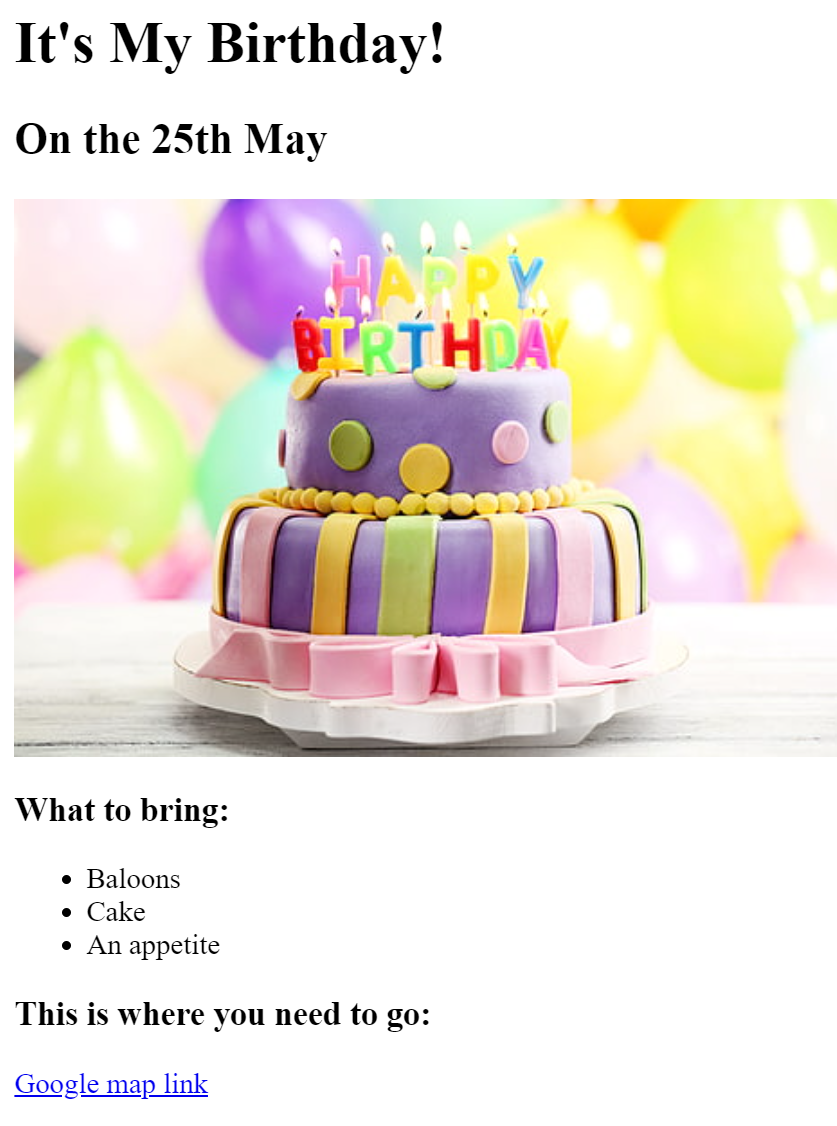 It's My Birthday!
On the 25th May
HAPPY
BIRTHDAY
What to bring:
Baloons
Cake
An appetite
This is where you need to go:
Google map link